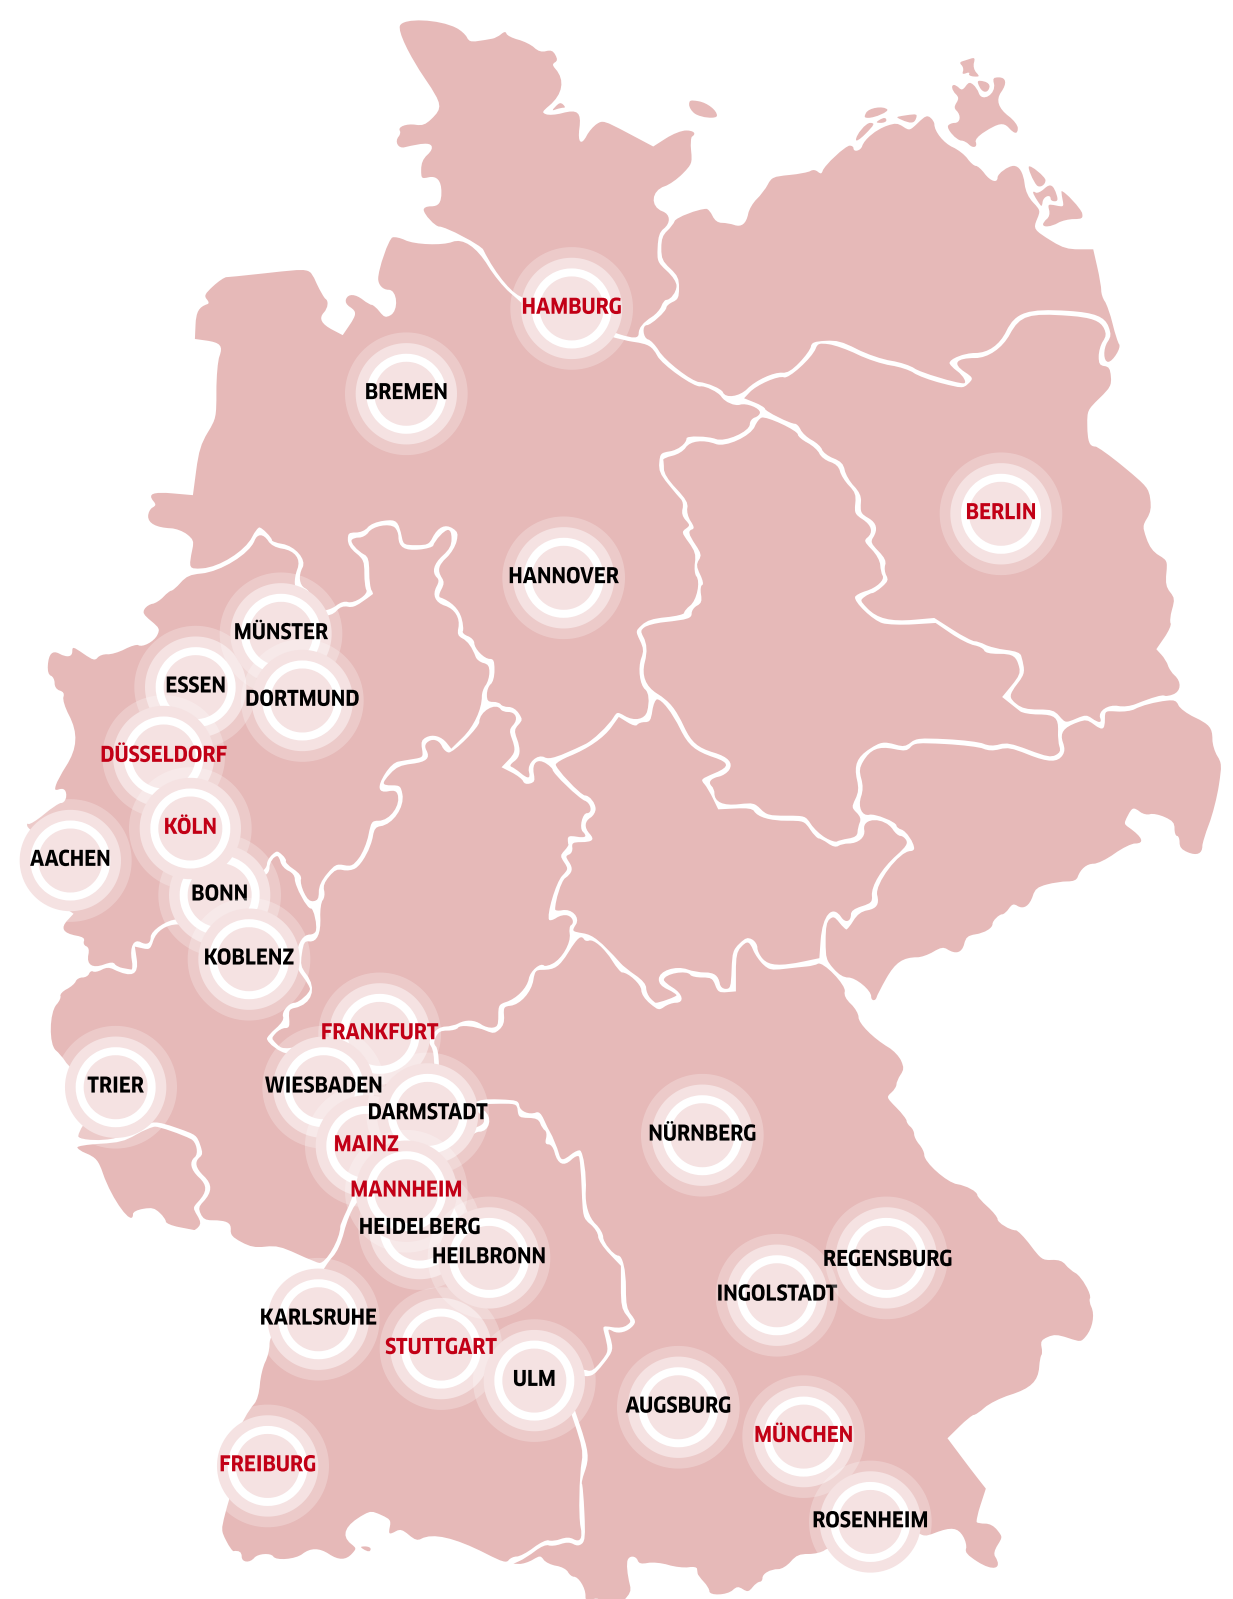 HAMBURG
BREMEN
BERLIN
HANNOVER
MÜNSTER
ESSEN
DORTMUND
DÜSSELDORF
KÖLN
AACHEN
BONN
KOBLENZ
FRANKFURT
TRIER
WIESBADEN
DARMSTADT
MAINZ
NÜRNBERG
MANNHEIM
HEIDELBERG
HEILBRONN
REGENSBURG
INGOLSTADT
KARLSRUHE
STUTTGART
ULM
AUGSBURG
MÜNCHEN
FREIBURG
ROSENHEIM